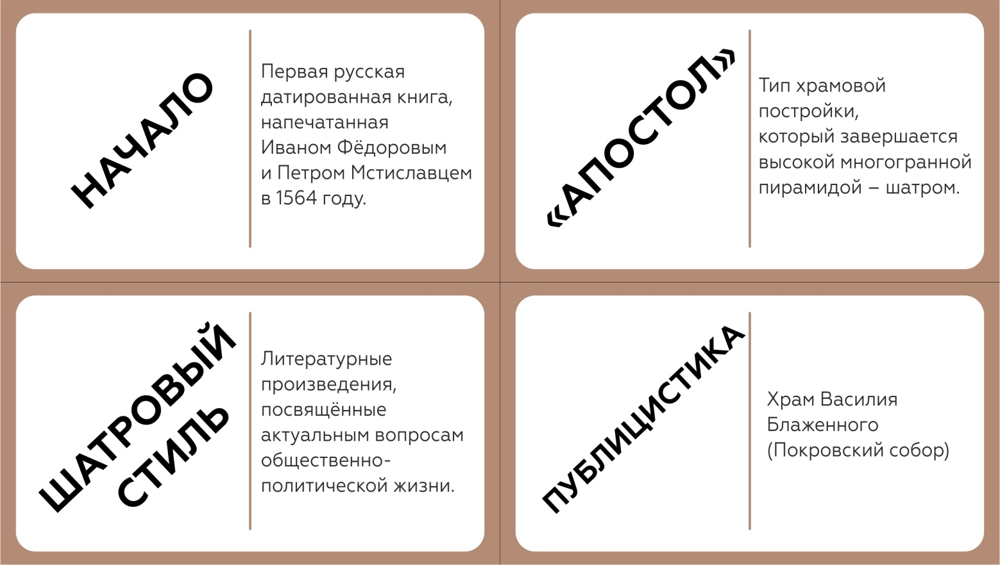 НАЧАЛО
Первая русская
датированная книга,
напечатанная
Иваном Фёдоровым
и Петром Мстиславцем
в 1564 году.
«АПОСТОЛ»
Тип храмовой
постройки,
который завершается
высокой многогранной
пирамидой – шатром.
ШАТРОВЫЙ
СТИЛЬ
Литературные
произведения,
посвящённые
актуальным вопросам
общественно-
политической жизни.
ПУБЛИЦИСТИКА
Храм Василия
Блаженного
(Покровский собор)